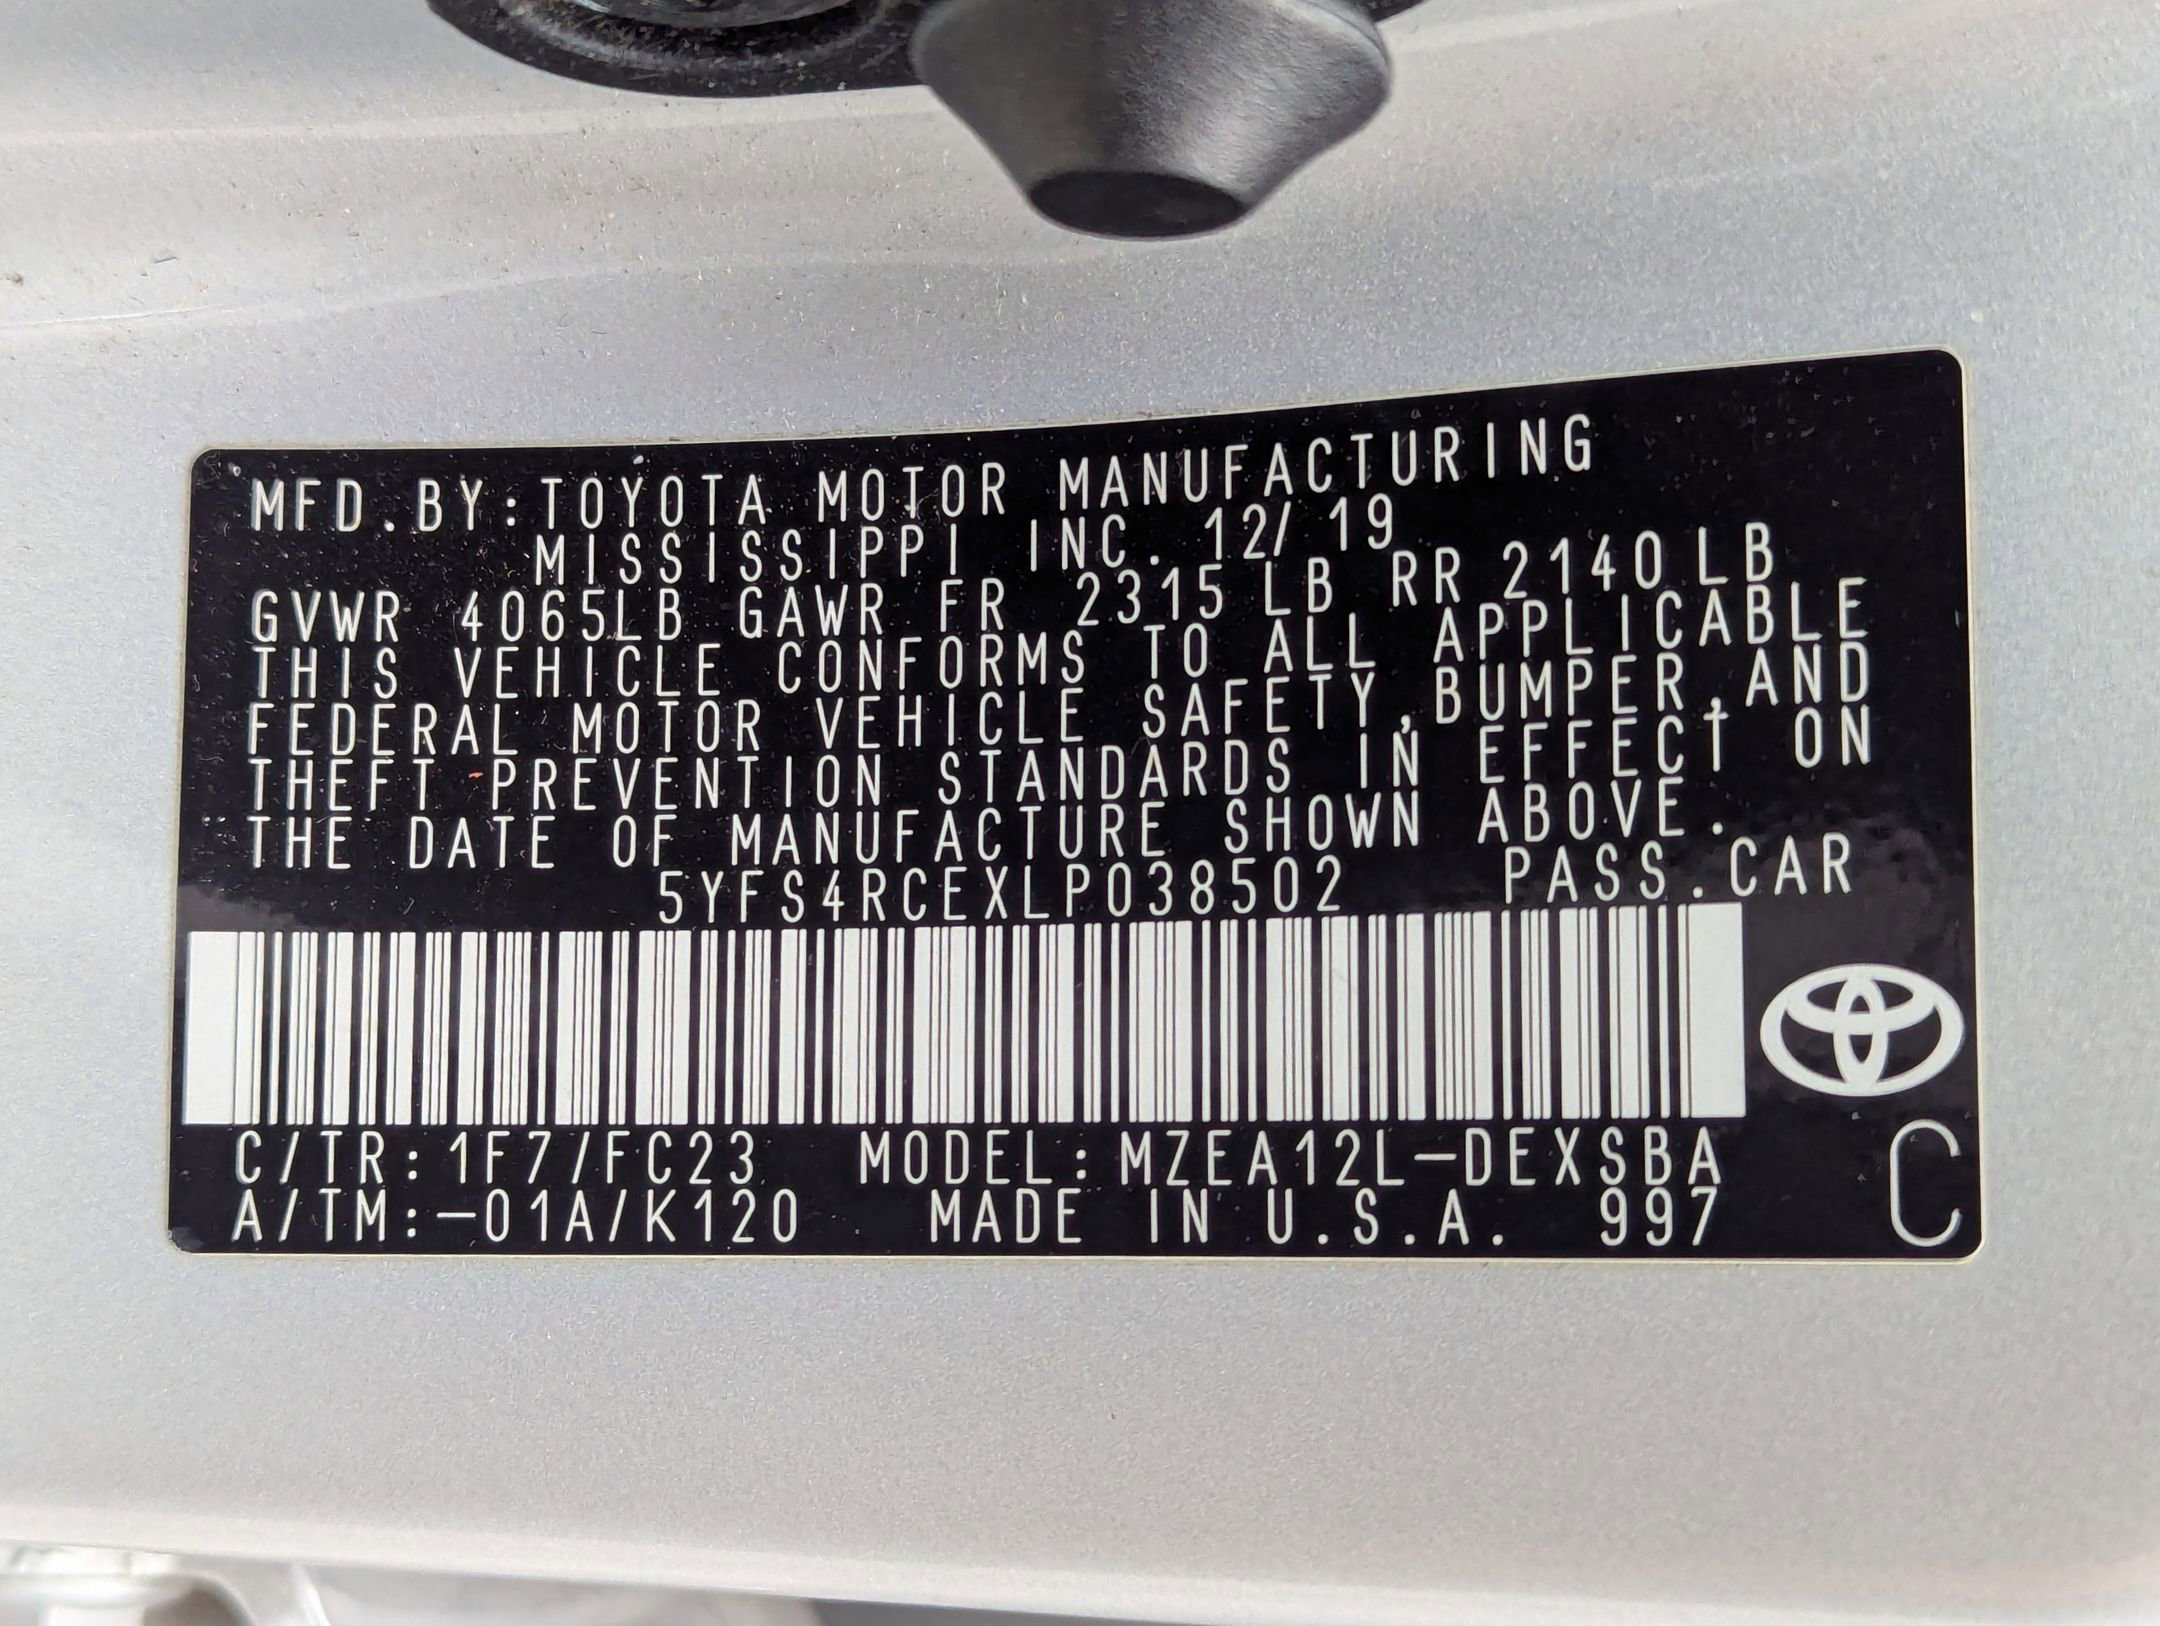 MFD.BY:TOYOTA MOTOR MANUFACTURING
MISSISSIPPI INC. 12/19
GVWR 4065LB GAWR FR 2315 LB RR 2140 LB
THIS VEHICLE CONFORMS TO ALL APPLICABLE
FEDERAL MOTOR VEHICLE SAFETY,BUMPER,AND
THEFT PREVENTION STANDARDS IN EFFECT ON
THE DATE OF MANUFACTURE SHOWN ABOVE.
5YFS4RCEXLP038502 PASS.CAR
C/TR:1F7/FC23 MODEL:MZEA12L-DEXSBA
A/TM:-01A/K120 MADE IN U.S.A. 997
C